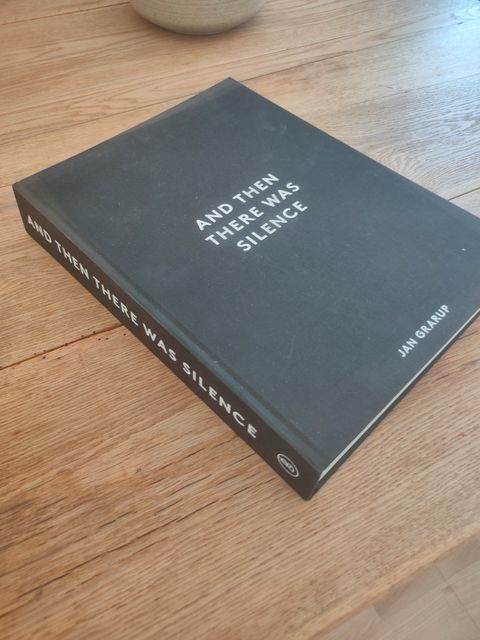 AND THEN
THERE WAS
SILENCE
JAN GRARUP
AND THEN THERE WAS SILENCE